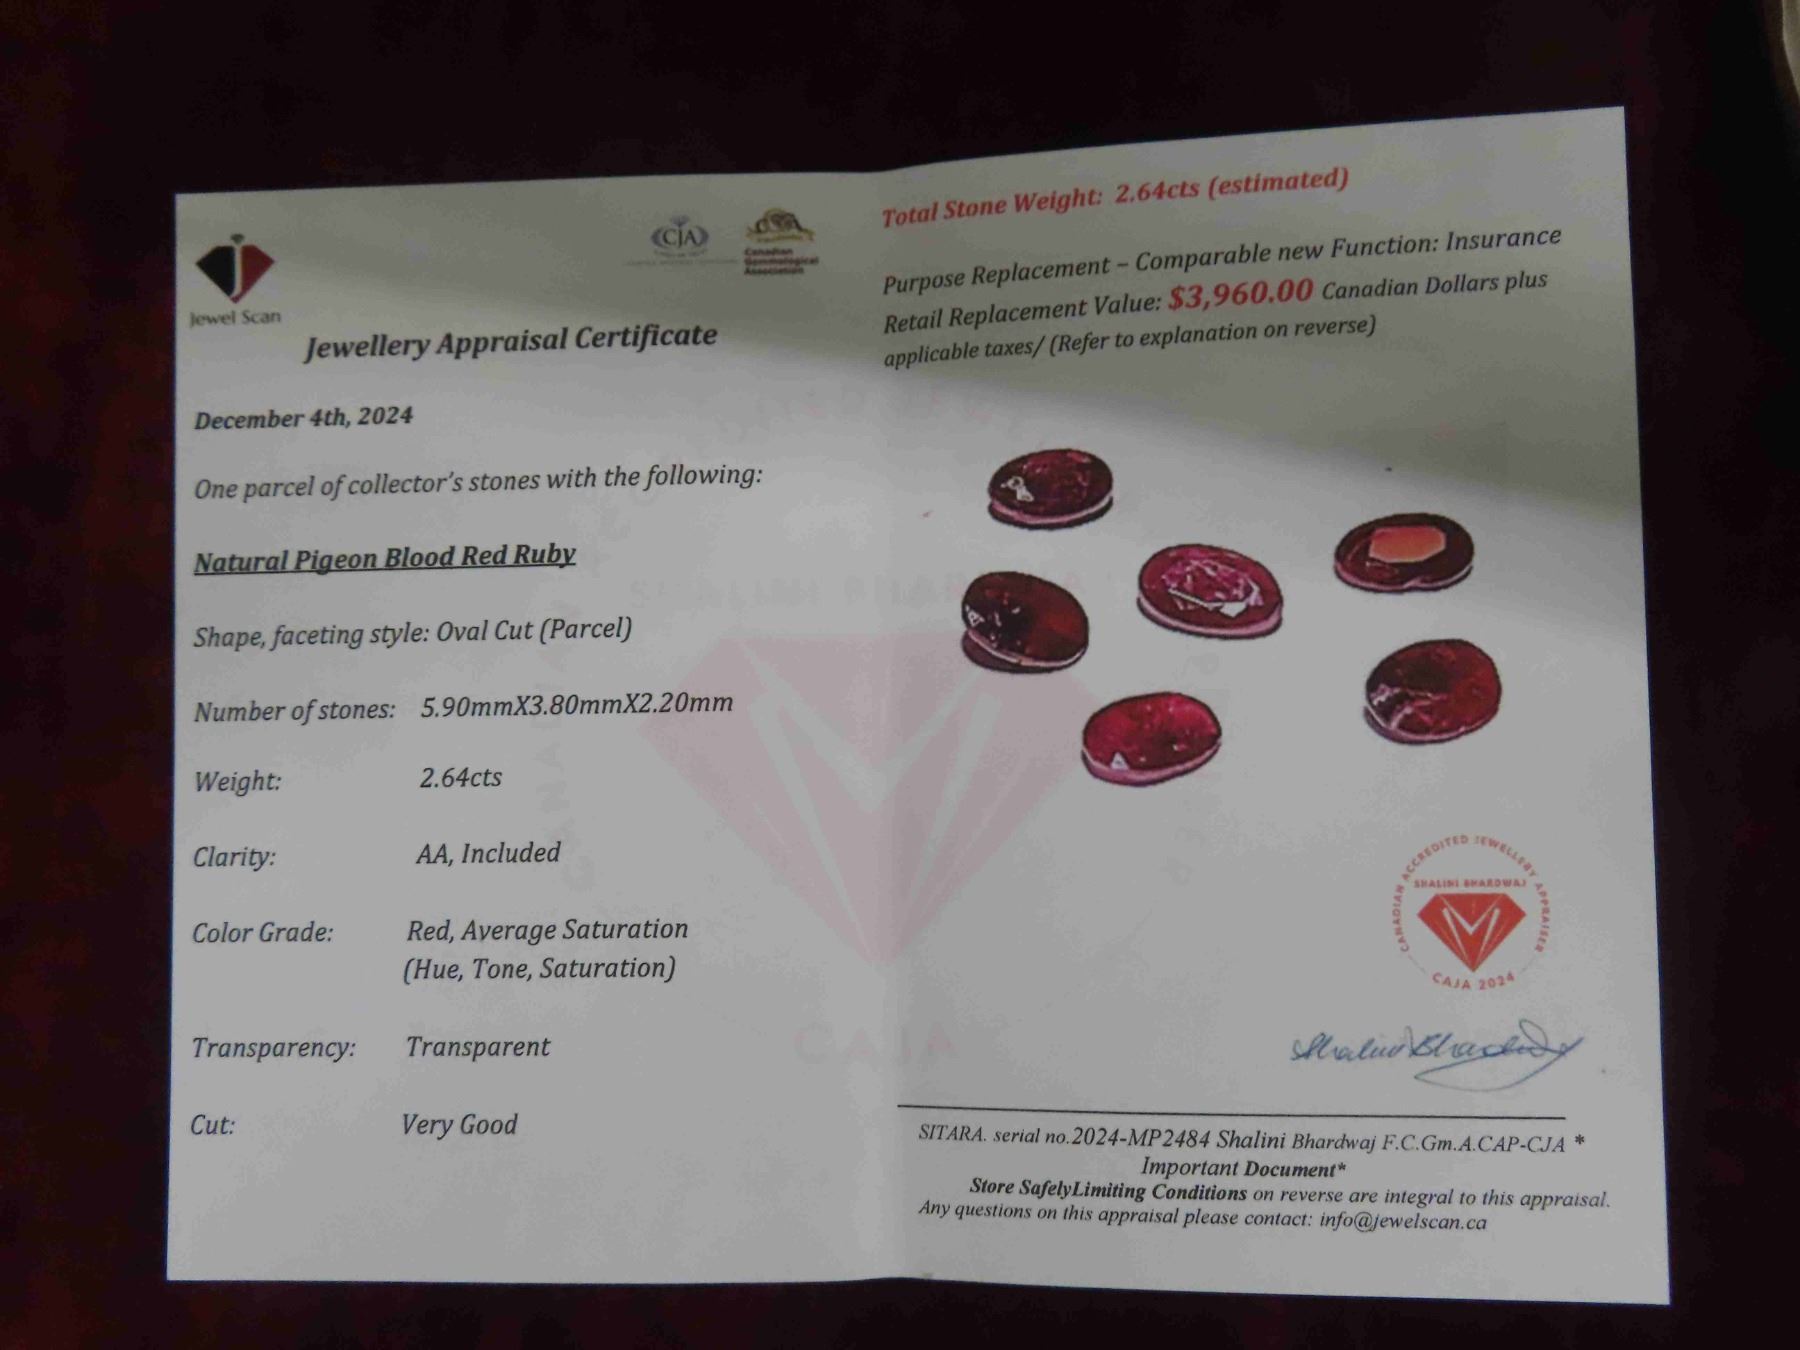 Jewel Scan
CJA
CGA
Canadian
Gemmological
Association
Jewellery Appraisal Certificate
December 4th, 2024
One parcel of collector's stones with the following:
Natural Pigeon Blood Red Ruby
Shape, faceting style: Oval Cut (Parcel)
Number of stones: 5.90mmX3.80mmX2.20mm
Weight: 2.64cts
Clarity: AA, Included
Color Grade: Red, Average Saturation
(Hue, Tone, Saturation)
Transparency: Transparent
Cut: Very Good
Total Stone Weight: 2.64cts (estimated)
Purpose Replacement – Comparable new Function: Insurance
Retail Replacement Value: $3,960.00 Canadian Dollars plus
applicable taxes/ (Refer to explanation on reverse)
CANADIAN ACCREDITED JEWELLERY APPRAISER
SHALINI BHARDWAJ
CAJA 2024
Shalini Bhardwaj
SITARA. serial no.2024-MP2484 Shalini Bhardwaj F.C.Gm.A.CAP-CJA *
Important Document*
Store SafelyLimiting Conditions on reverse are integral to this appraisal.
Any questions on this appraisal please contact: info@jewelscan.ca
SHALINI BHARDWAJ
CAJA